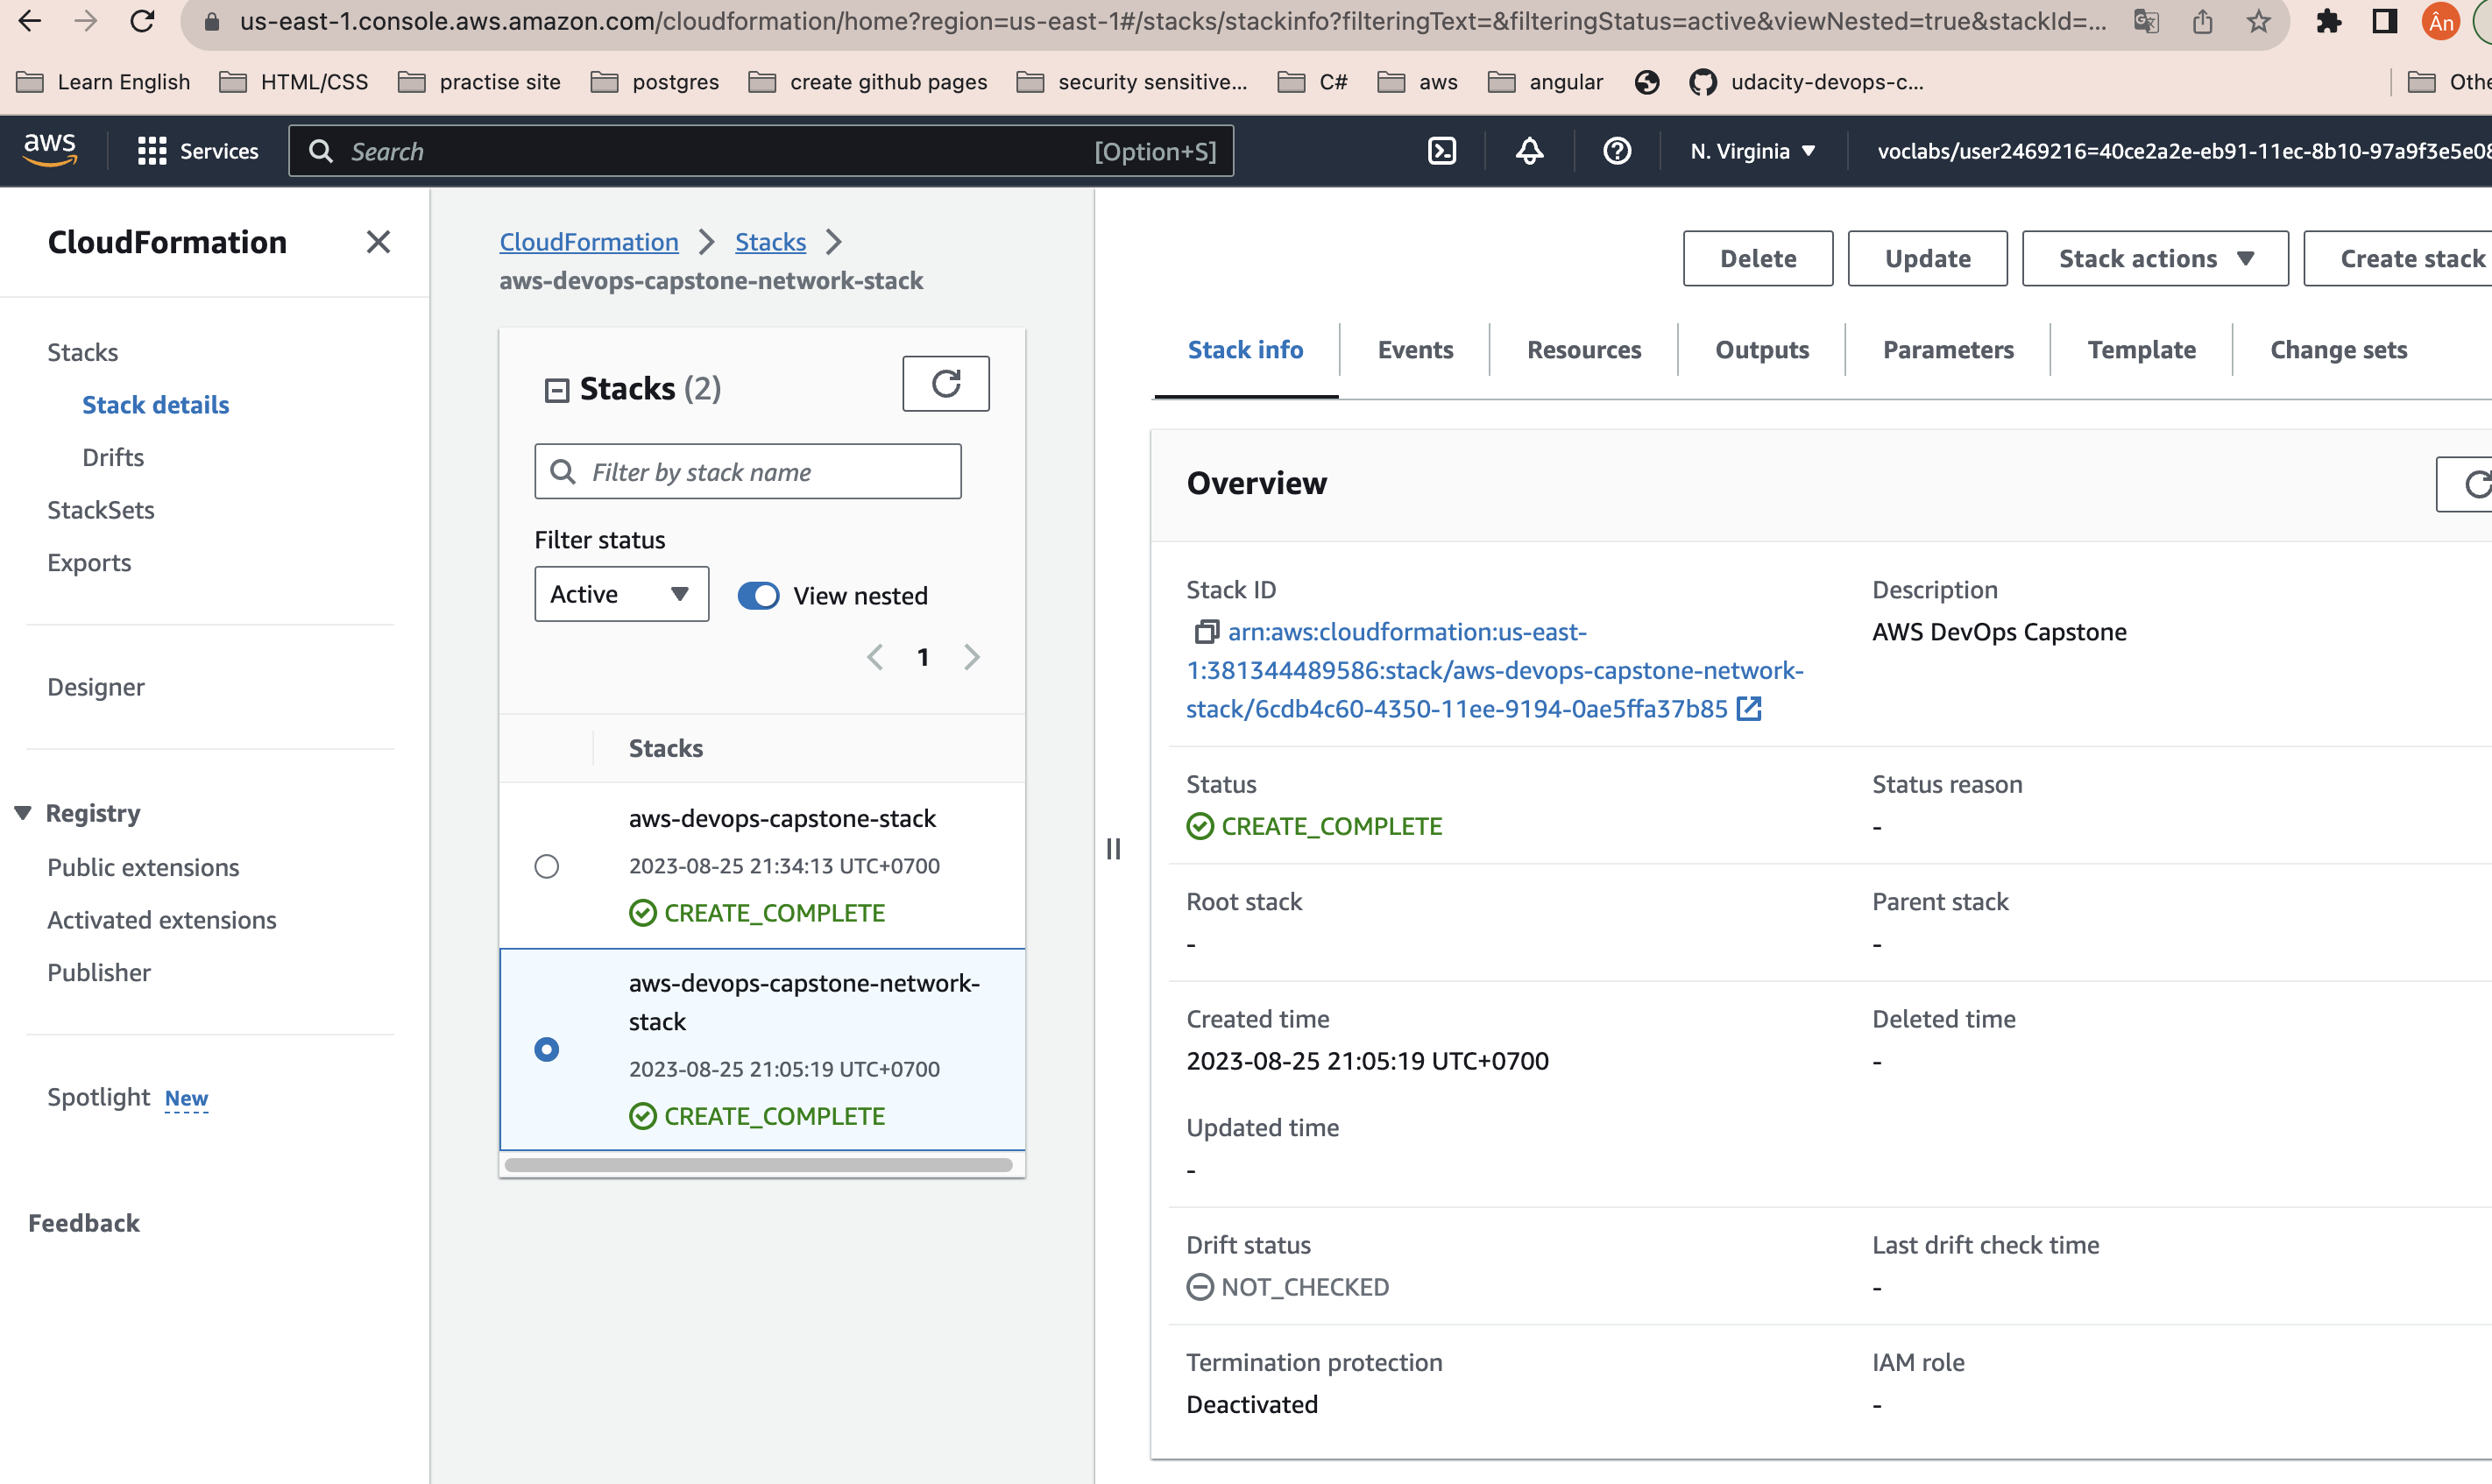 us-east-1.console.aws.amazon.com/cloudformation/home?region=us-east-1#/stacks/stackinfo?filteringText=&filteringStatus=active&viewNested=true&stackId=...
Ân
Learn English
HTML/CSS
practise site
postgres
create github pages
security sensitive...
C#
aws
angular
udacity-devops-c...
aws
Services
Search
[Option+S]
N. Virginia
voclabs/user2469216=40ce2a2e-eb91-11ec-8b10-97a9f3e5e08
CloudFormation
Stacks
Stack details
Drifts
StackSets
Exports
Designer
Registry
Public extensions
Activated extensions
Publisher
Spotlight New
Feedback
CloudFormation
Stacks
aws-devops-capstone-network-stack
Stacks (2)
Filter by stack name
Filter status
Active
View nested
1
Stacks
aws-devops-capstone-stack
2023-08-25 21:34:13 UTC+0700
CREATE_COMPLETE
aws-devops-capstone-network-
stack
2023-08-25 21:05:19 UTC+0700
CREATE_COMPLETE
Delete
Update
Stack actions
Create stack
Stack info
Events
Resources
Outputs
Parameters
Template
Change sets
Overview
Stack ID
arn:aws:cloudformation:us-east-
1:381344489586:stack/aws-devops-capstone-network-
stack/6cdb4c60-4350-11ee-9194-0ae5ffa37b85
Description
AWS DevOps Capstone
Status
CREATE_COMPLETE
Status reason
-
Root stack
-
Parent stack
-
Created time
2023-08-25 21:05:19 UTC+0700
Deleted time
-
Updated time
-
Drift status
NOT_CHECKED
Last drift check time
-
Termination protection
Deactivated
IAM role
-